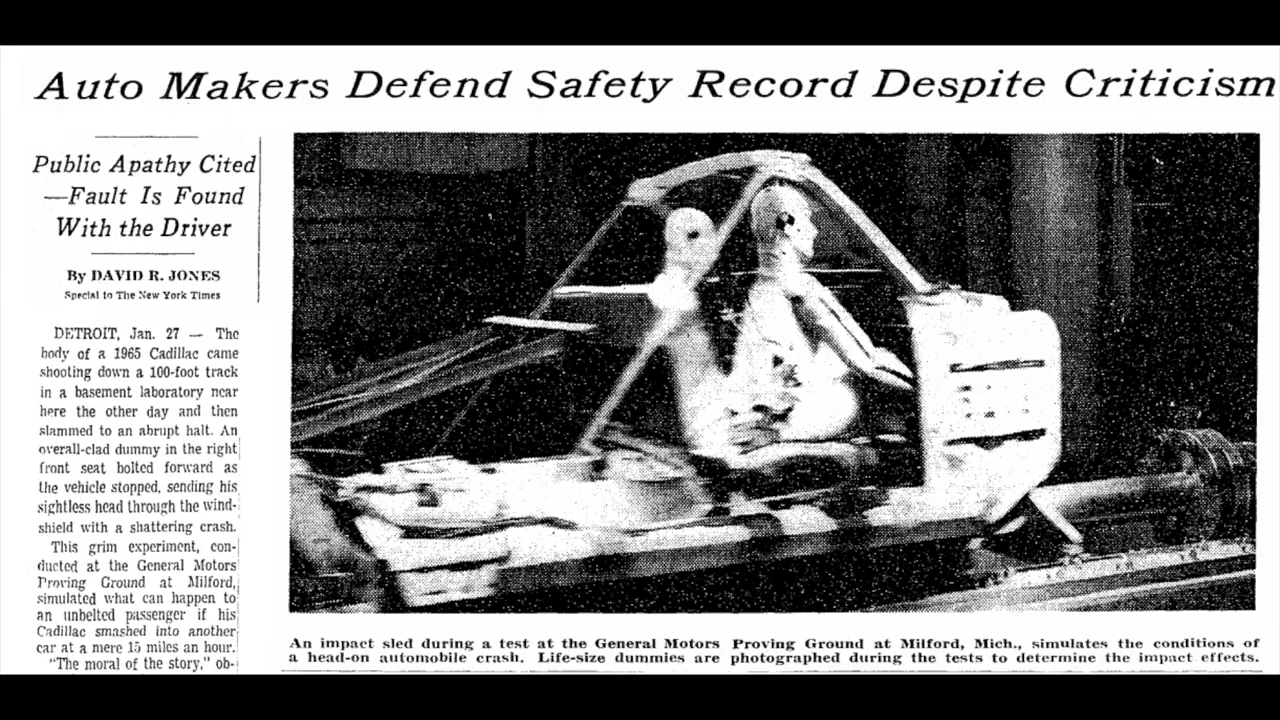 Auto Makers Defend Safety Record Despite Criticism
Public Apathy Cited
—Fault Is Found
With the Driver
By DAVID R. JONES
Special to The New York Times
DETROIT, Jan. 27 — The
body of a 1965 Cadillac came
shooting down a 100-foot track
in a basement laboratory near
here the other day and then
slammed to an abrupt halt. An
overall-clad dummy in the right
front seat bolted forward as
the vehicle stopped, sending his
sightless head through the wind-
shield with a shattering crash.
This grim experiment, con-
ducted at the General Motors
Proving Ground at Milford,
simulated what can happen to
an unbelted passenger if his
Cadillac smashed into another
car at a mere 15 miles an hour.
"The moral of the story," ob-
An impact sled during a test at the General Motors Proving Ground at Milford, Mich., simulates the conditions of
a head-on automobile crash. Life-size dummies are photographed during the tests to determine the impact effects.